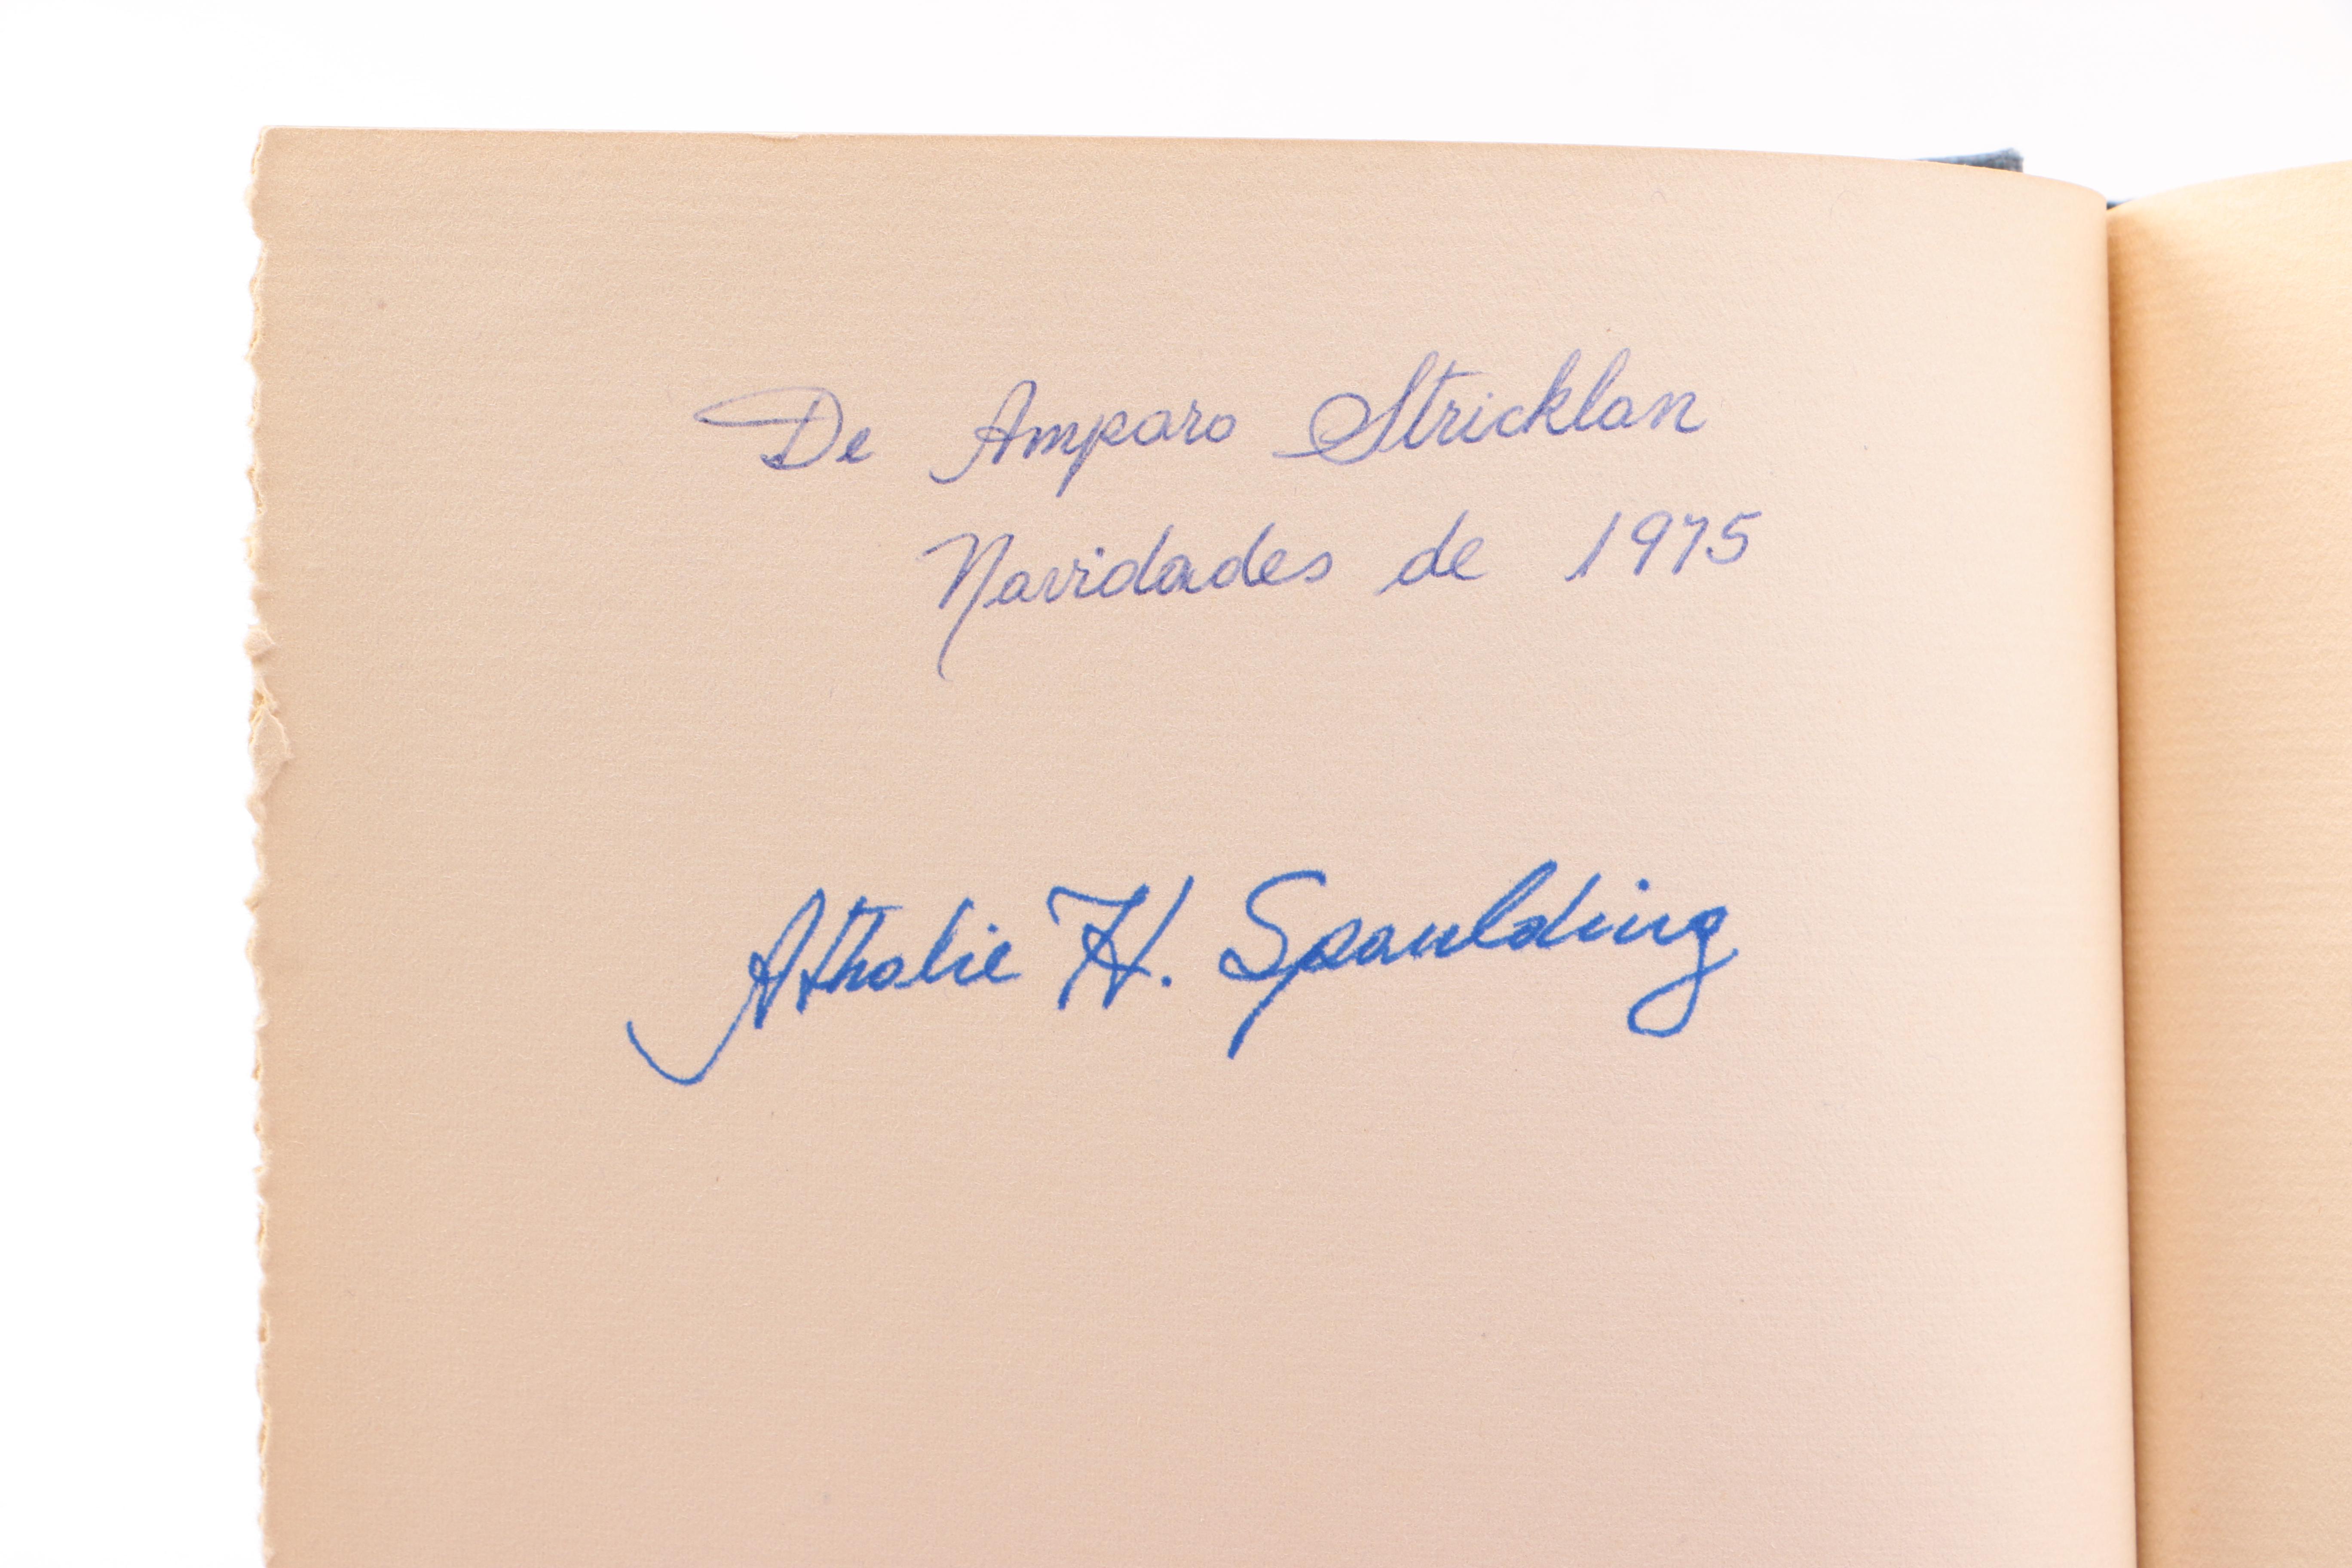 De Amparo Stricklan
Navidades de 1975
Athalie H. Spaulding